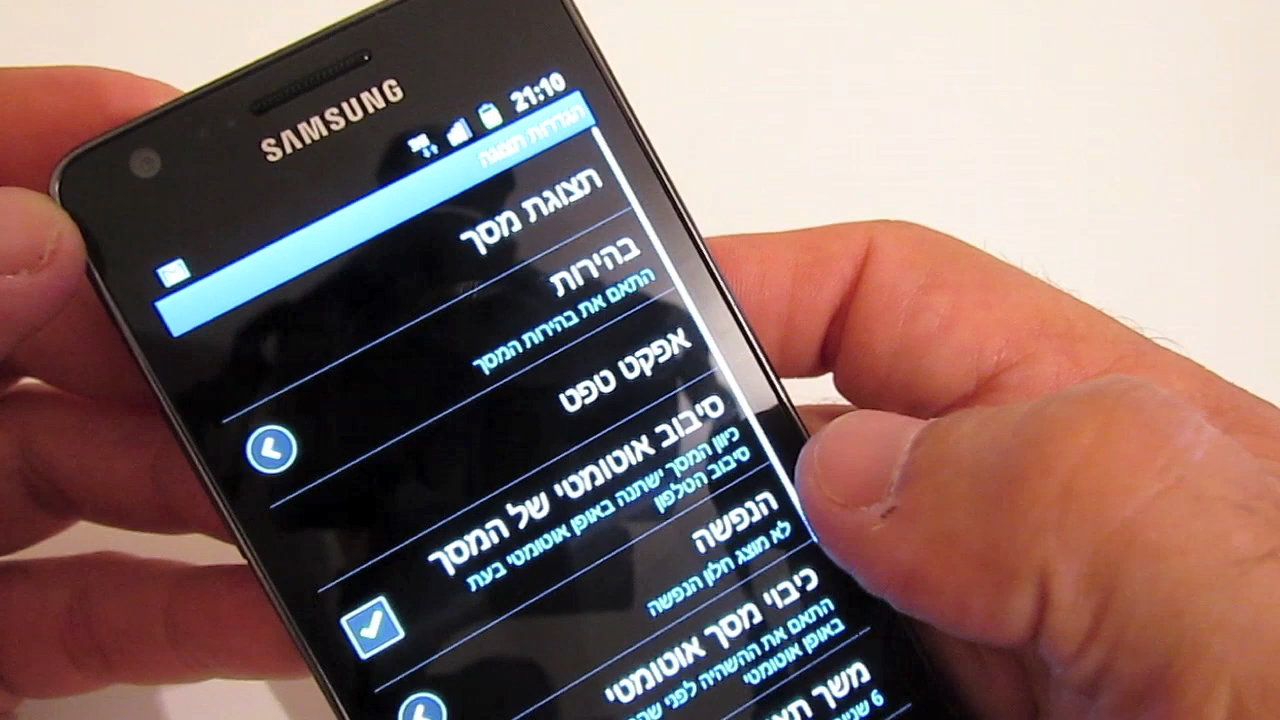 SAMSUNG
21:10
הגדרות תצוגה
תצוגת מסך
בהירות
התאם את בהירות המסך
אפקט טפט
סיבוב אוטומטי של המסך
כיוון המסך ישתנה באופן אוטומטי בעת
סיבוב הטלפון
הנפשה
לא מוצג חלון הנפשה
כיבוי מסך אוטומטי
התאם את ההשהיה לפני
באופן אוטומטי
משך
6